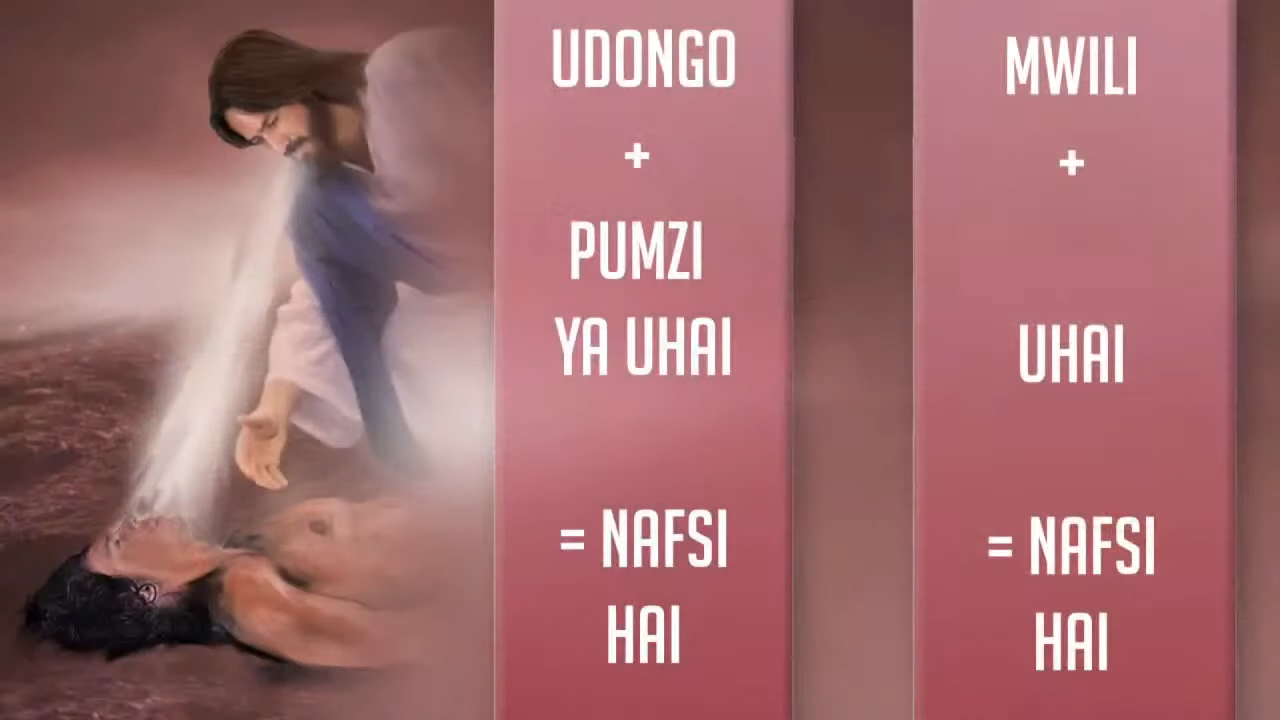 UDONGO
+
PUMZI
YA UHAI
= NAFSI
HAI
MWILI
+
UHAI
= NAFSI
HAI